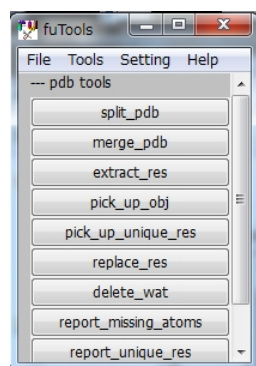 fuTools
File Tools Setting Help
--- pdb tools
split_pdb
merge_pdb
extract_res
pick_up_obj
pick_up_unique_res
replace_res
delete_wat
report_missing_atoms
report_unique_res